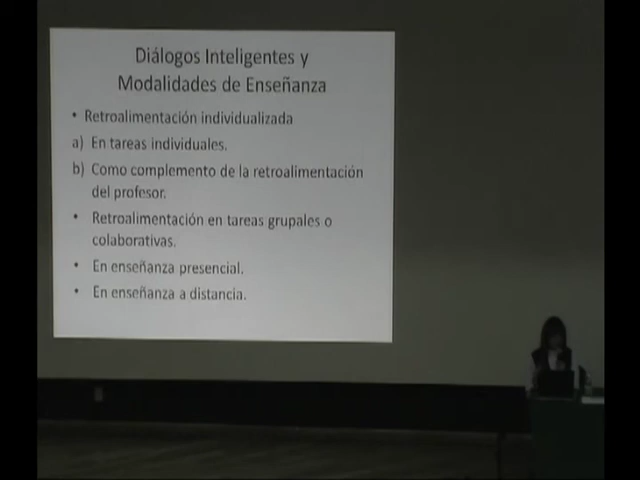 Diálogos Inteligentes y
Modalidades de Enseñanza
• Retroalimentación individualizada
a) En tareas individuales.
b) Como complemento de la retroalimentación
del profesor.
• Retroalimentación en tareas grupales o
colaborativas.
• En enseñanza presencial.
• En enseñanza a distancia.